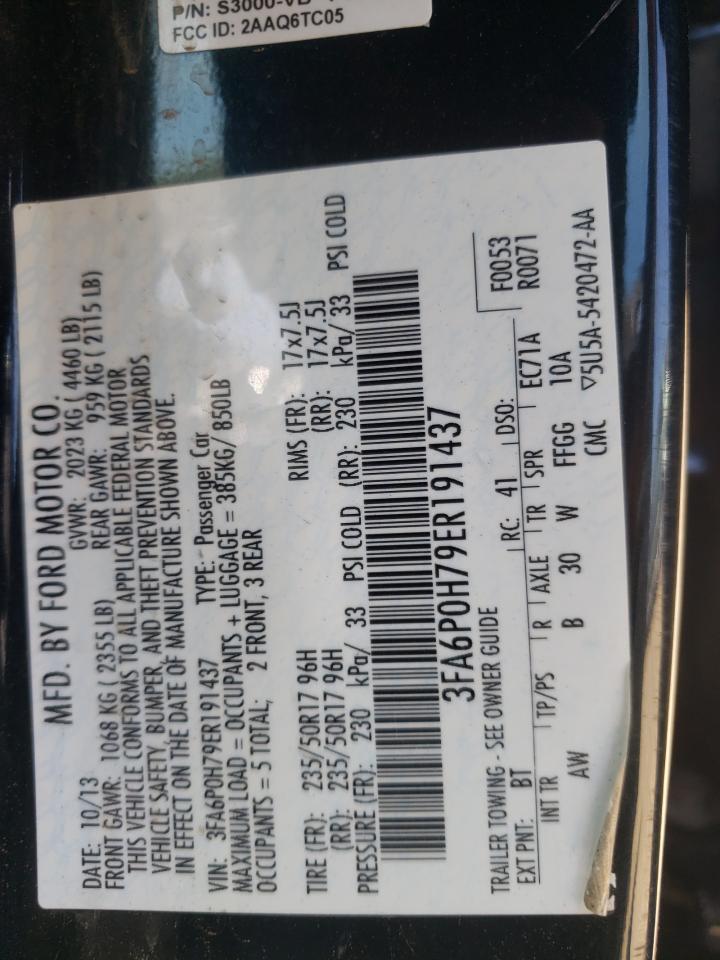 P/N: S3000-
FCC ID: 2AAQ6TC05
MFD. BY FORD MOTOR CO.
DATE: 10/13 GVWR: 2023 KG ( 4460 LB)
FRONT GAWR: 1068 KG ( 2355 LB) REAR GAWR: 959 KG ( 2115 LB)
THIS VEHICLE CONFORMS TO ALL APPLICABLE FEDERAL MOTOR
VEHICLE SAFETY, BUMPER, AND THEFT PREVENTION STANDARDS
IN EFFECT ON THE DATE OF MANUFACTURE SHOWN ABOVE.
VIN: 3FA6P0H79ER191437 TYPE: Passenger Car
MAXIMUM LOAD = OCCUPANTS + LUGGAGE = 385KG/ 850LB
OCCUPANTS = 5 TOTAL; 2 FRONT, 3 REAR
TIRE (FR): 235/50R17 96H RIMS (FR): 17x7.5J
(RR): 235/50R17 96H (RR): 17x7.5J
PRESSURE (FR): 230 kPa/ 33 PSI COLD (RR): 230 kPa/ 33 PSI COLD
3FA6P0H79ER191437
F0053
R0071
TRAILER TOWING - SEE OWNER GUIDE
EXT PNT: BT RC: 41 DSO:
INT TR TP/PS R AXLE TR SPR EC71A
AW B 30 W FFGG 10A
CMC ▽5U5A-5420472-AA